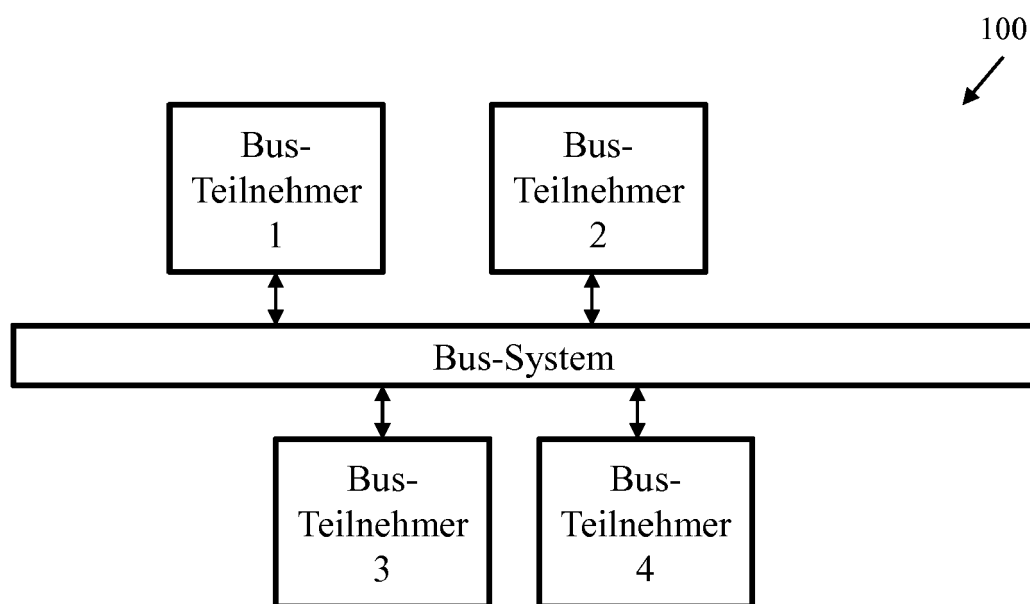 100
Bus-
Teilnehmer
1
Bus-
Teilnehmer
2
Bus-System
Bus-
Teilnehmer
3
Bus-
Teilnehmer
4